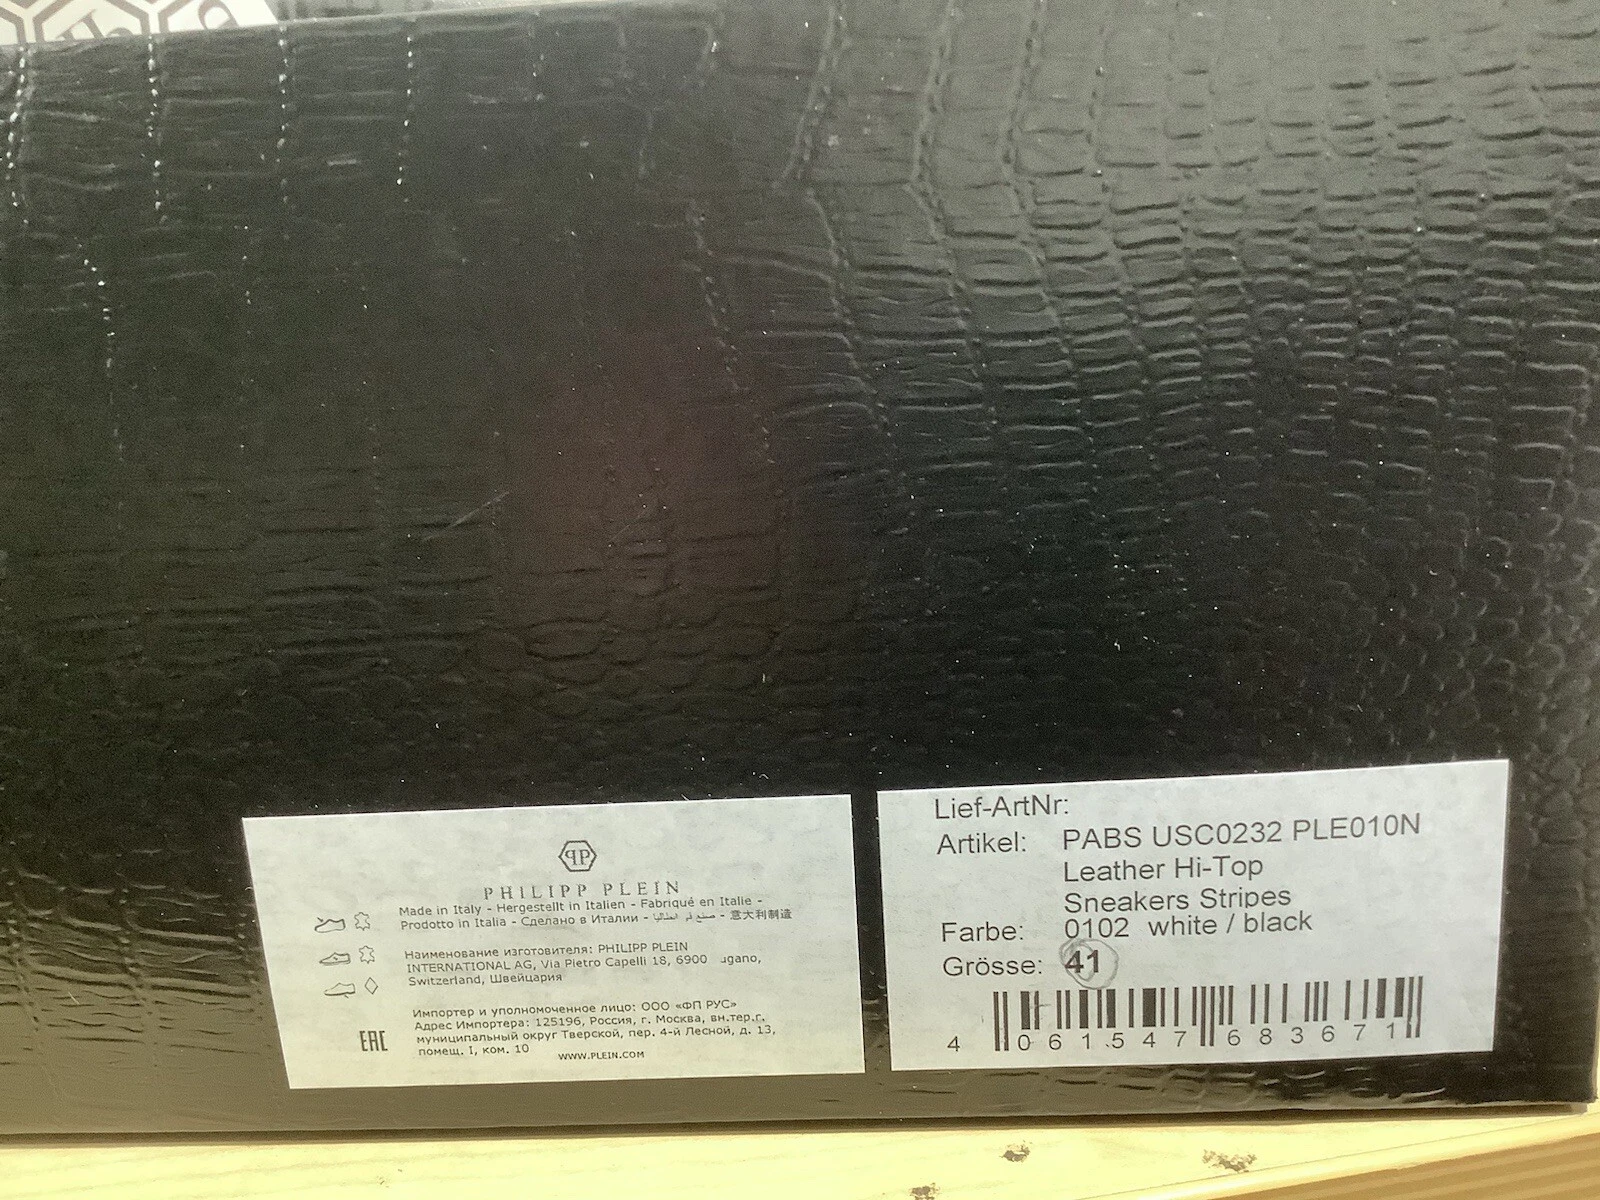 PHILIPP PLEIN
Made in Italy - Hergestellt in Italien - Fabriqué en Italie -
Prodotto in Italia - Сделано в Италии - صنع في ايطاليا - 意大利制造
Наименование изготовителя: PHILIPP PLEIN
INTERNATIONAL AG, Via Pietro Capelli 18, 6900 ugano,
Switzerland, Швейцария
Импортер и уполномоченное лицо: ООО «ФП РУС»
Адрес Импортера: 125196, Россия, г. Москва, вн.тер.г.
муниципальный округ Тверской, пер. 4-й Лесной, д. 13,
помещ. I, ком. 10
WWW.PLEIN.COM
EAC
Lief-ArtNr:
Artikel: PABS USC0232 PLE010N
Leather Hi-Top
Sneakers Stripes
Farbe: 0102 white / black
Grösse: 41
4 061547 683671